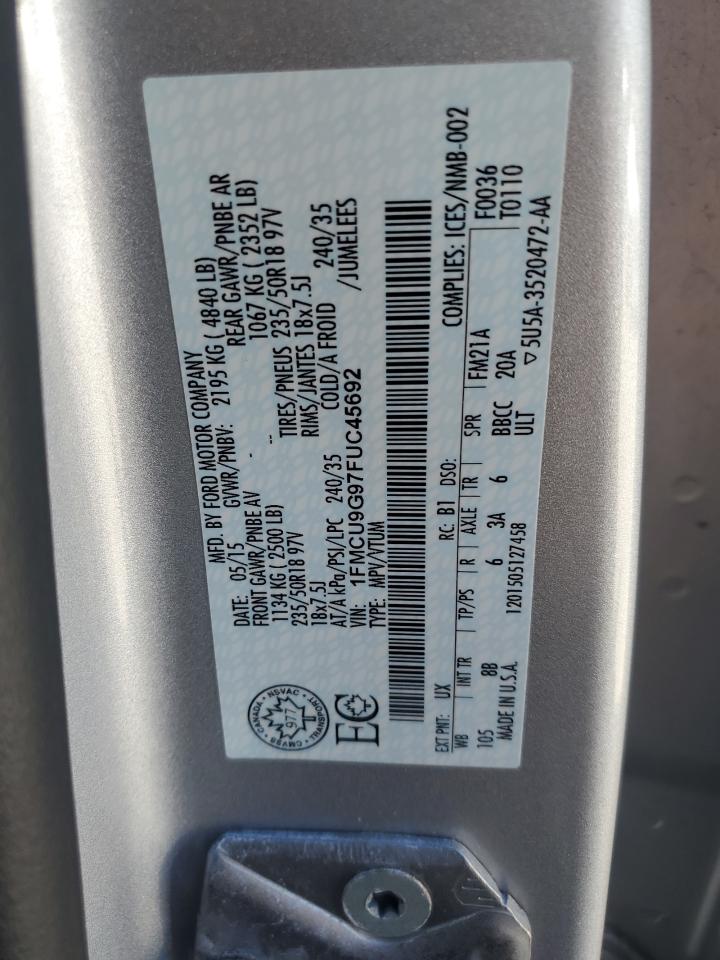 MFD. BY FORD MOTOR COMPANY
DATE: 05/15 GVWR/PNBV: 2195 KG ( 4840 LB)
FRONT GAWR/PNBE AV REAR GAWR/PNBE AR
1134 KG ( 2500 LB) -- 1067 KG ( 2352 LB)
235/50R18 97V TIRES/PNEUS 235/50R18 97V
18x7.5J RIMS/JANTES 18x7.5J
AT/A kPa/PSI/LPC 240/35 COLD/A FROID 240/35
VIN: 1FMCU9G97FUC45692 /JUMELEES
TYPE: MPV/VTUM
CANADA • NSVAC • TRANSPORT • CMVSS •
977
EC
EXT PNT: UX RC: B1 DSO: COMPLIES: ICES/NMB-002
WB INT TR TP/PS R AXLE TR SPR FM21A F0036
105 8B 6 3A 6 BBCC 20A T0110
MADE IN U.S.A. 1201505127458 ULT ▽5U5A-3520472-AA